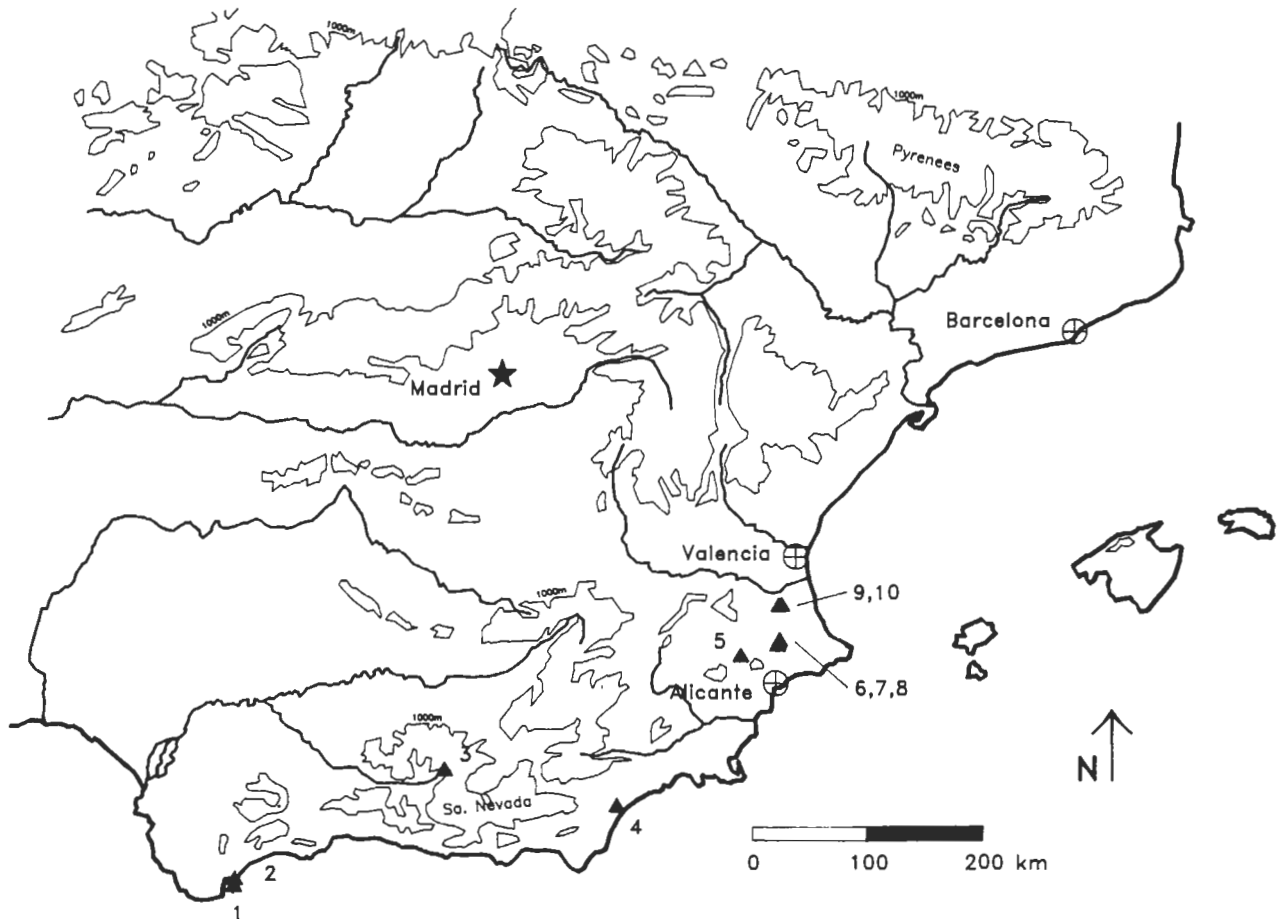 1000m
1000m
Pyrenees
1000m
Barcelona
Madrid
Valencia
1000m
9,10
5
6,7,8
Alicante
1000m
3
N
Sa. Nevada
4
0 100 200 km
2
1